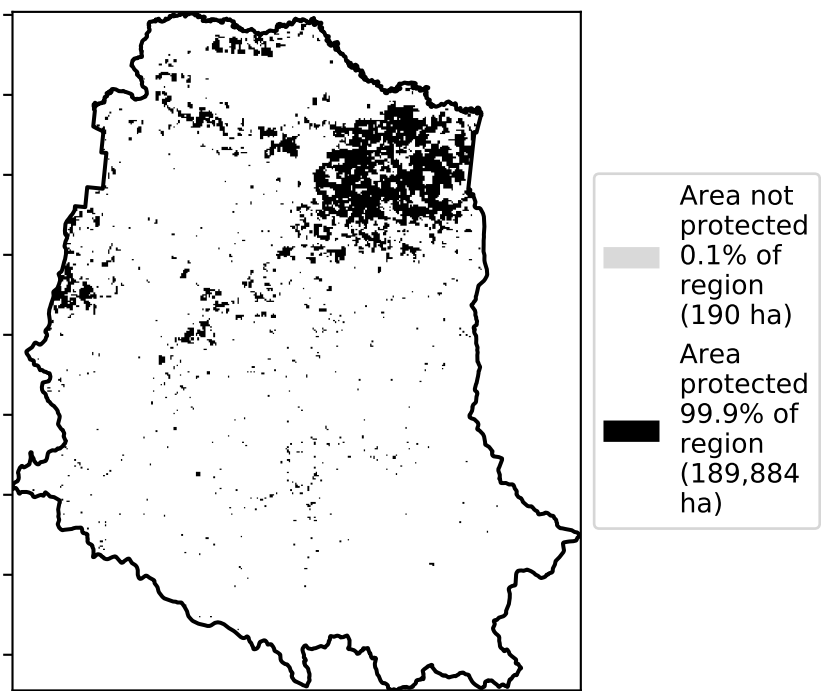 Area not
protected
0.1% of
region
(190 ha)
Area
protected
99.9% of
region
(189,884
ha)